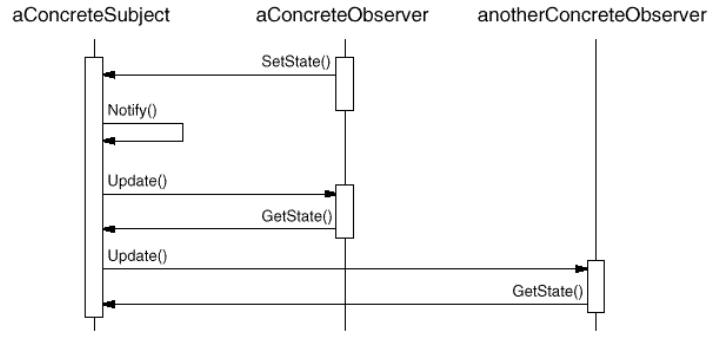 aConcreteSubject aConcreteObserver anotherConcreteObserver
SetState()
Notify()
Update()
GetState()
Update()
GetState()